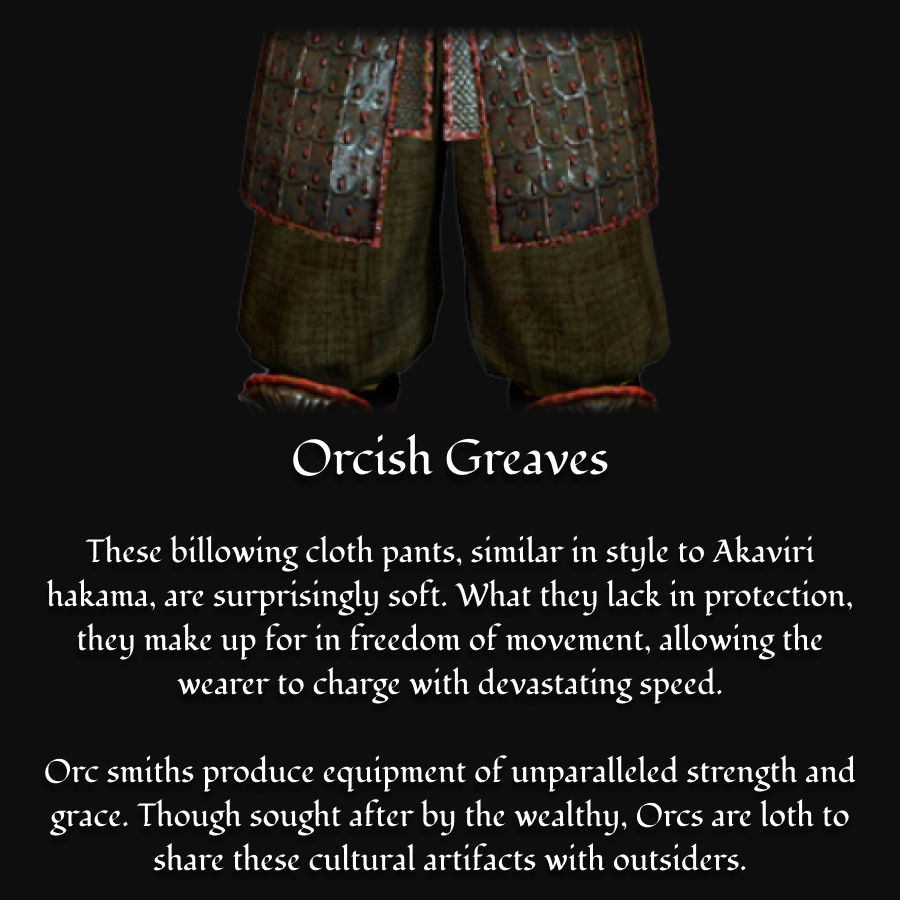 Orcish Greaves
These billowing cloth pants, similar in style to Akaviri
hakama, are surprisingly soft. What they lack in protection,
they make up for in freedom of movement, allowing the
wearer to charge with devastating speed.
Orc smiths produce equipment of unparalleled strength and
grace. Though sought after by the wealthy, Orcs are loth to
share these cultural artifacts with outsiders.